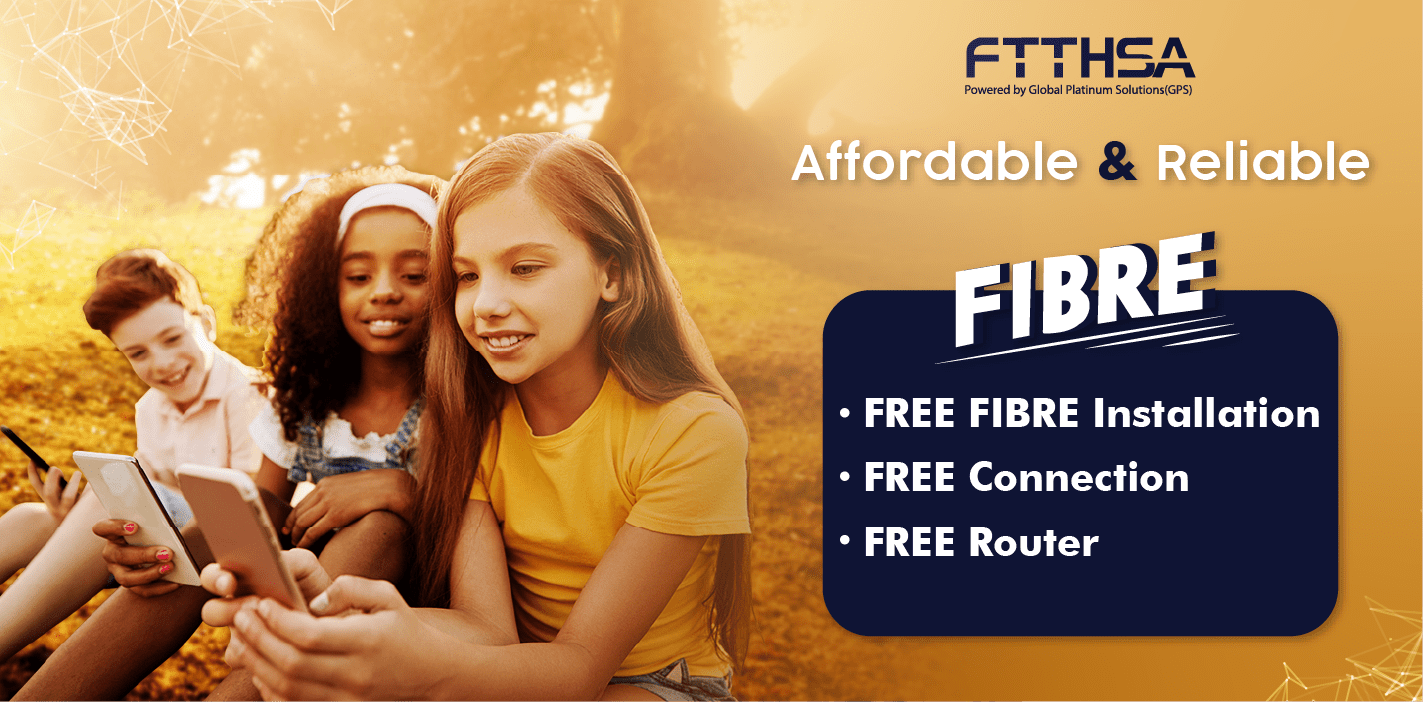 FTTHSA
Powered by Global Platinum Solutions(GPS)
Affordable & Reliable
FIBRE
• FREE FIBRE Installation
• FREE Connection
• FREE Router